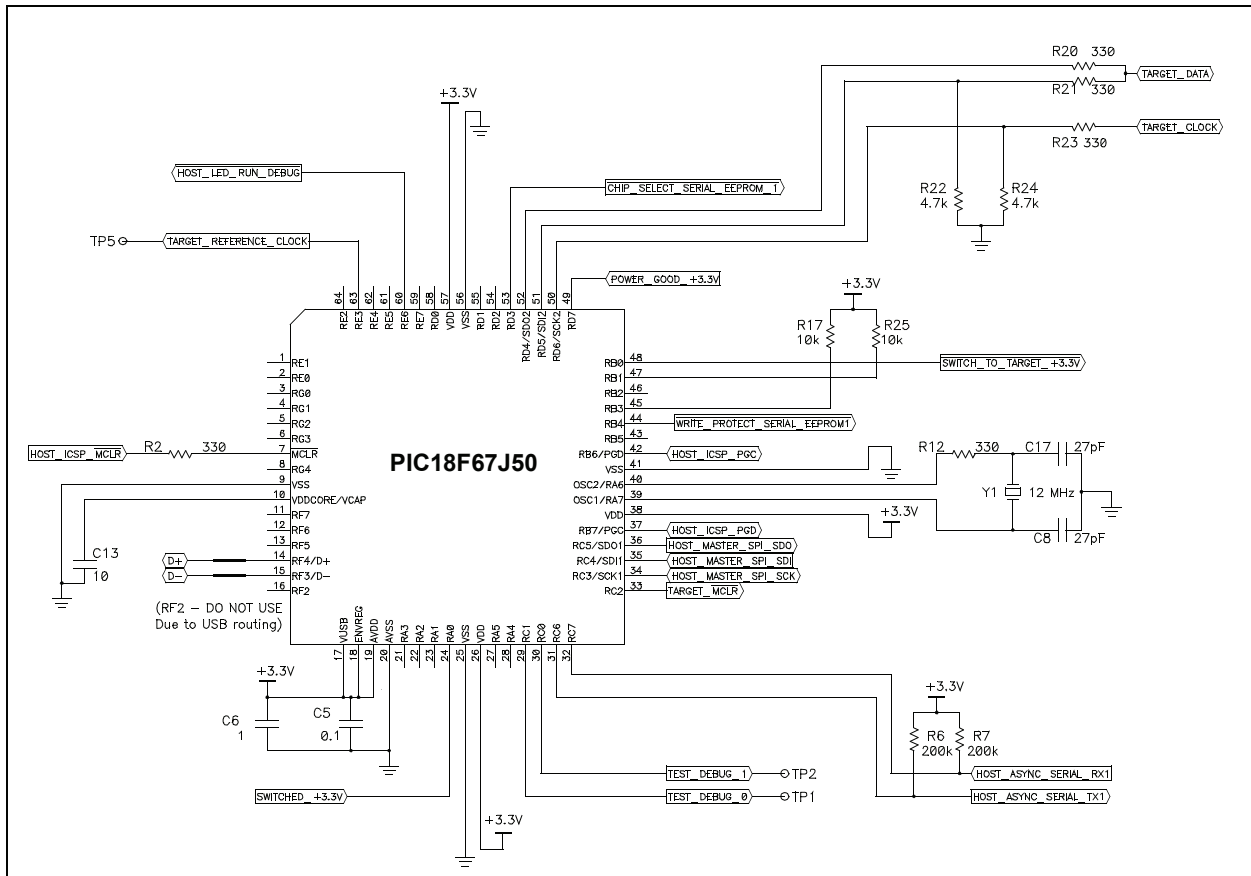 R20 330
TARGET_DATA
R21 330
+3.3V
TARGET_CLOCK
R23 330
HOST_LED_RUN_DEBUG
CHIP_SELECT_SERIAL_EEPROM_1
R22
4.7k
R24
4.7k
TP5
TARGET_REFERENCE_CLOCK
POWER_GOOD_+3.3V
+3.3V
64 63 62 61 60 59 58 57 56 55 54 53 52 51 50 49
RE2 RE3 RE4 RE5 RE6 RE7 RD0 VDD VSS RD1 RD2 RD3 RD4/SDO2 RD5/SDI2 RD6/SCK2 RD7
R17
10k
R25
10k
1 RE1
2 RE0
3 RG0
4 RG1
5 RG2
6 RG3
HOST_ICSP_MCLR
R2 330
7 MCLR
8 RG4
9 VSS
10 VDDCORE/VCAP
11 RF7
12 RF6
13 RF5
D+
14 RF4/D+
D-
15 RF3/D-
16 RF2
C13
10
(RF2 – DO NOT USE
Due to USB routing)
PIC18F67J50
RB0 48
SWITCH_TO_TARGET_+3.3V
RB1 47
RB2 46
RB3 45
RB4 44
WRITE_PROTECT_SERIAL_EEPROM1
RB5 43
RB6/PGD 42
HOST_ICSP_PGC
VSS 41
OSC2/RA6 40
OSC1/RA7 39
VDD 38
RB7/PGC 37
HOST_ICSP_PGD
RC5/SDO1 36
HOST_MASTER_SPI_SDO
RC4/SDI1 35
HOST_MASTER_SPI_SDI
RC3/SCK1 34
HOST_MASTER_SPI_SCK
RC2 33
TARGET_MCLR
R12 330
C17
27pF
Y1
12 MHz
+3.3V
C8
27pF
VUSB ENVREG AVDD AVSS RA3 RA2 RA1 RA0 VSS VDD RA5 RA4 RC1 RC0 RC6 RC7
17 18 19 20 21 22 23 24 25 26 27 28 29 30 31 32
+3.3V
C6
1
C5
0.1
+3.3V
R6
200k
R7
200k
TEST_DEBUG_1
TP2
HOST_ASYNC_SERIAL_RX1
SWITCHED_+3.3V
TEST_DEBUG_0
TP1
HOST_ASYNC_SERIAL_TX1
+3.3V